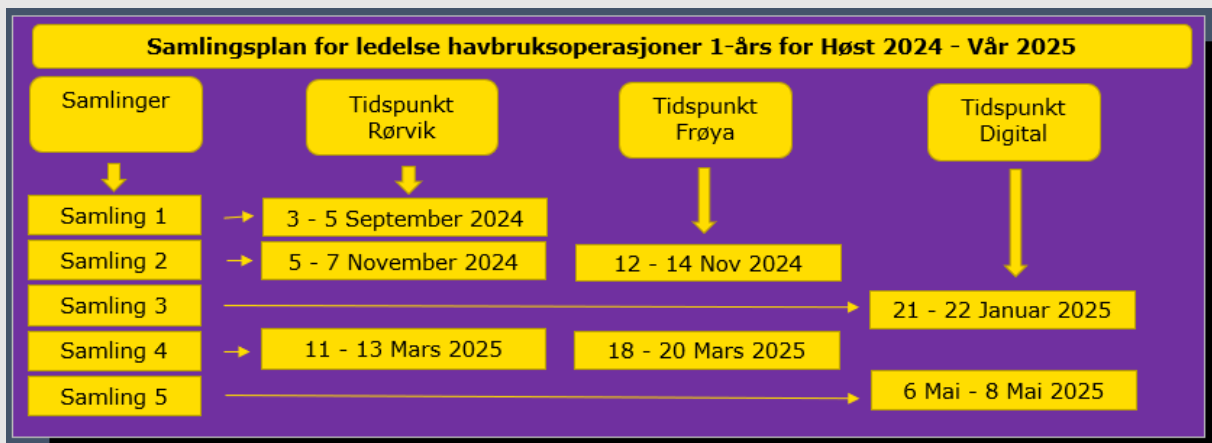 Samlingsplan for ledelse havbruksoperasjoner 1-års for Høst 2024 - Vår 2025
Samlinger
Tidspunkt
Rørvik
Tidspunkt
Frøya
Tidspunkt
Digital
Samling 1
3 - 5 September 2024
Samling 2
5 - 7 November 2024
12 - 14 Nov 2024
Samling 3
21 - 22 Januar 2025
Samling 4
11 - 13 Mars 2025
18 - 20 Mars 2025
Samling 5
6 Mai - 8 Mai 2025